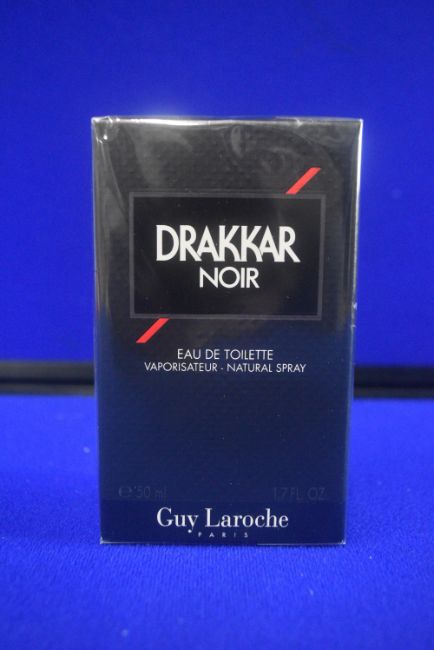 DRAKKAR
NOIR
EAU DE TOILETTE
VAPORISATEUR - NATURAL SPRAY
℮ 50 ml 1.7 FL. OZ.
Guy Laroche
PARIS